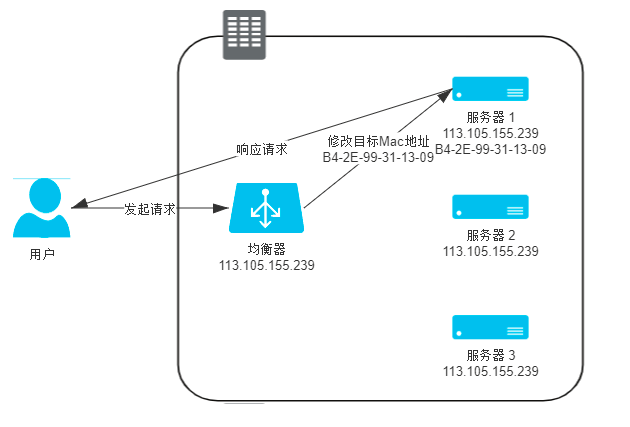 服务器 1
113.105.155.239
B4-2E-99-31-13-09
修改目标Mac地址
B4-2E-99-31-13-09
响应请求
发起请求
用户
均衡器
113.105.155.239
服务器 2
113.105.155.239
服务器 3
113.105.155.239